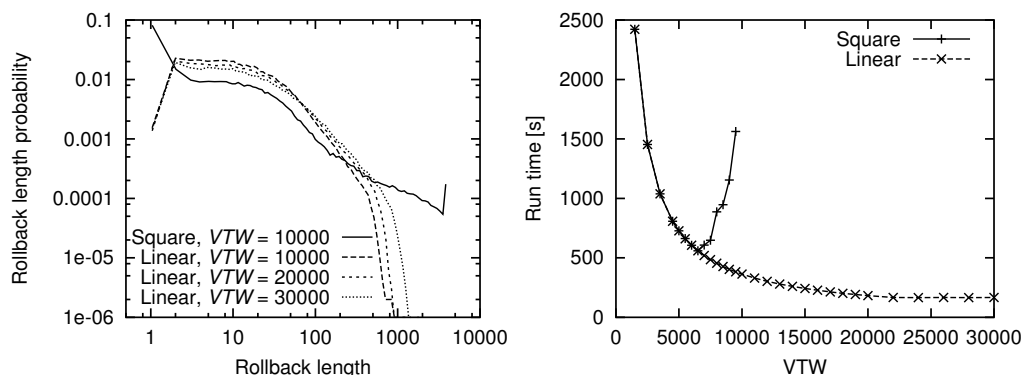 0.1
0.01
0.001
0.0001
1e-05
1e-06
Rollback length probability
Square, VTW = 10000
Linear, VTW = 10000
Linear, VTW = 20000
Linear, VTW = 30000
1 10 100 1000 10000
Rollback length
2500
2000
1500
1000
500
0
Run time [s]
Square
Linear
0 5000 10000 15000 20000 25000 30000
VTW